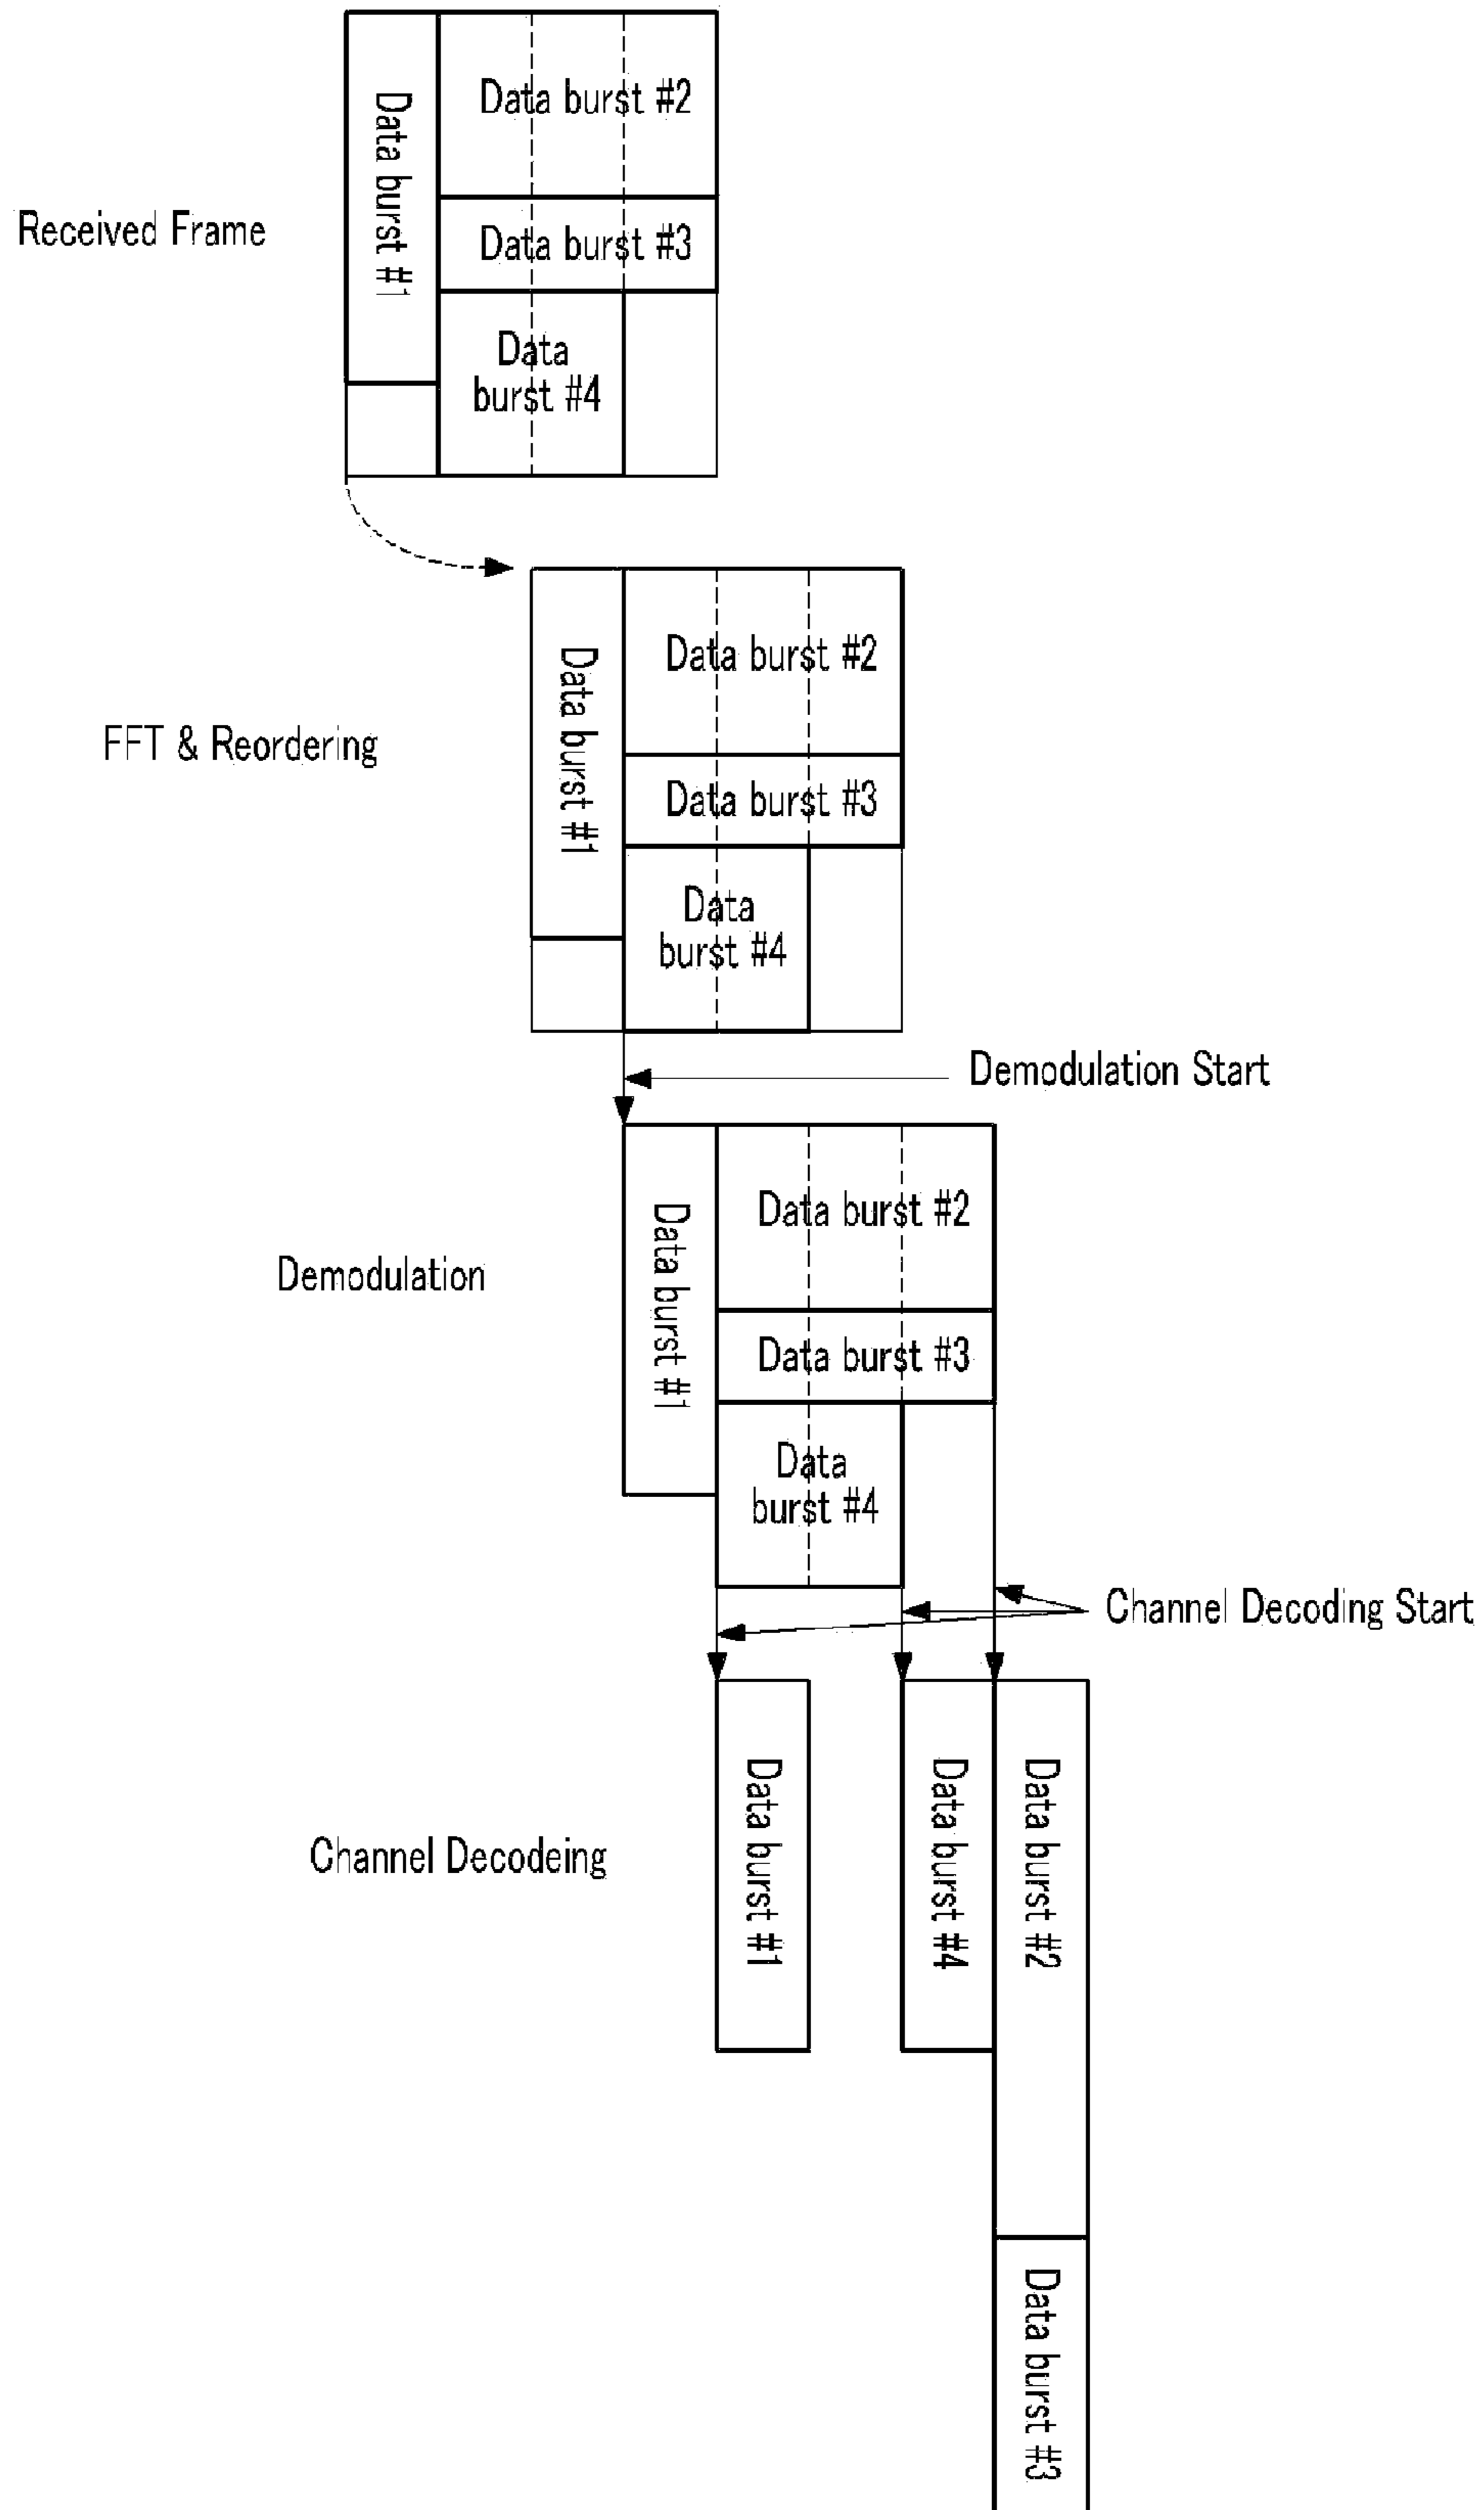 Received Frame
Data burst #1
Data burst #2
Data burst #3
Data
burst #4
FFT & Reordering
Data burst #1
Data burst #2
Data burst #3
Data
burst #4
Demodulation Start
Demodulation
Data burst #1
Data burst #2
Data burst #3
Data
burst #4
Channel Decoding Start
Channel Decodeing
Data burst #1
Data burst #4
Data burst #2
Data burst #3